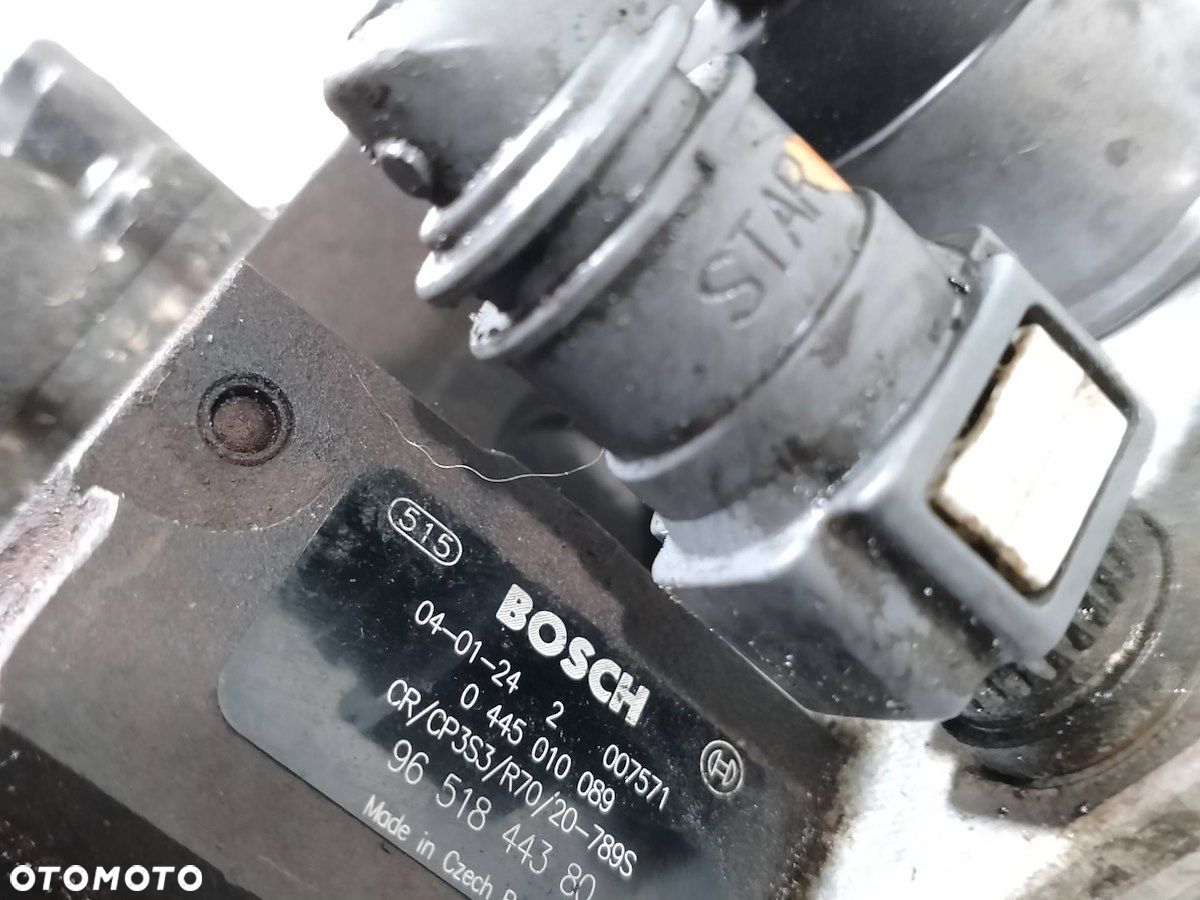 STAR
515
BOSCH
04-01-24 2 007571
0 445 010 089
CR/CP3S3/R70/20-789S
96 518 443 80
Made in Czech
OTOMOTO